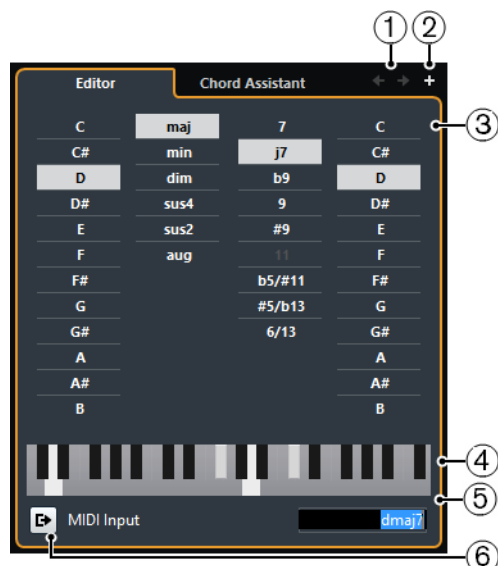 1 2
Editor Chord Assistant + 
C maj 7 C 3
C# min j7 C#
D dim b9 D
D# sus4 9 D#
E sus2 #9 E
F aug 11 F
F# b5/#11 F#
G #5/b13 G
G# 6/13 G#
A A
A# A#
B B
4
5
MIDI Input dmaj7
6